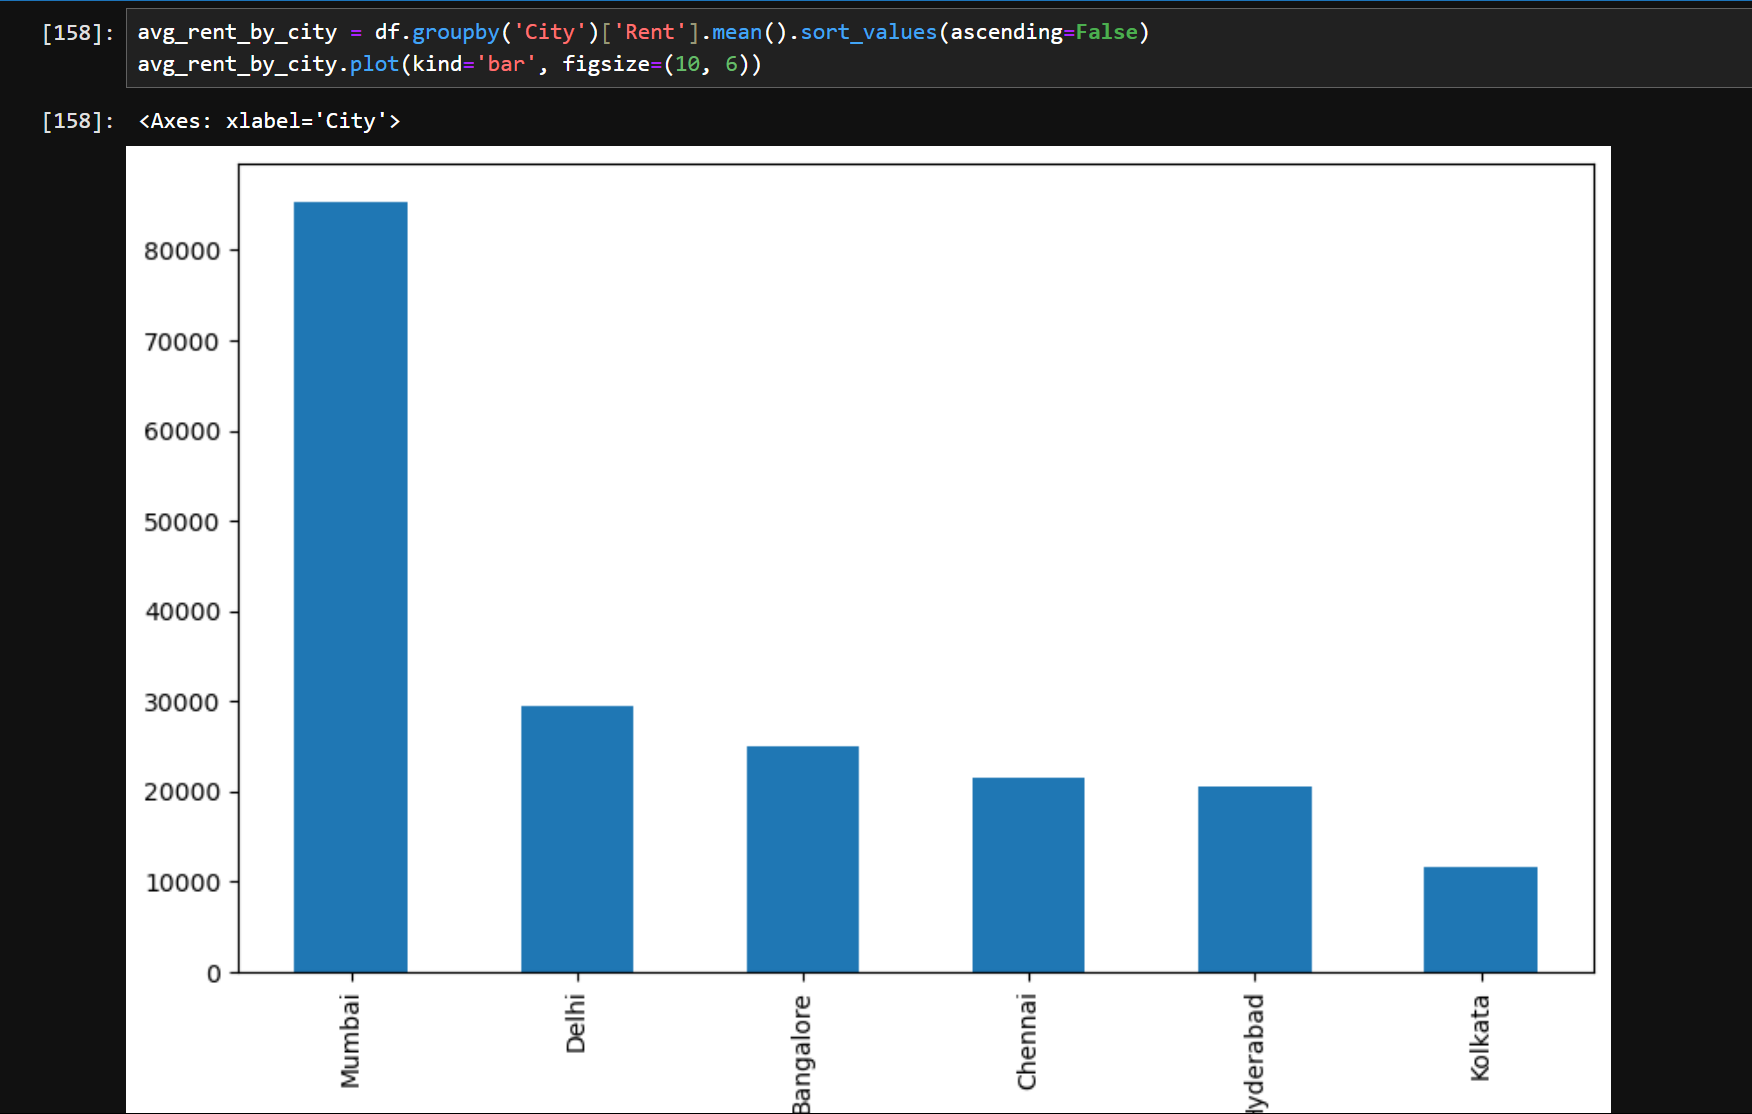 [158]: avg_rent_by_city = df.groupby('City')['Rent'].mean().sort_values(ascending=False)
avg_rent_by_city.plot(kind='bar', figsize=(10, 6))
[158]: <Axes: xlabel='City'>
80000
70000
60000
50000
40000
30000
20000
10000
0
Mumbai
Delhi
Bangalore
Chennai
yderabad
Kolkata